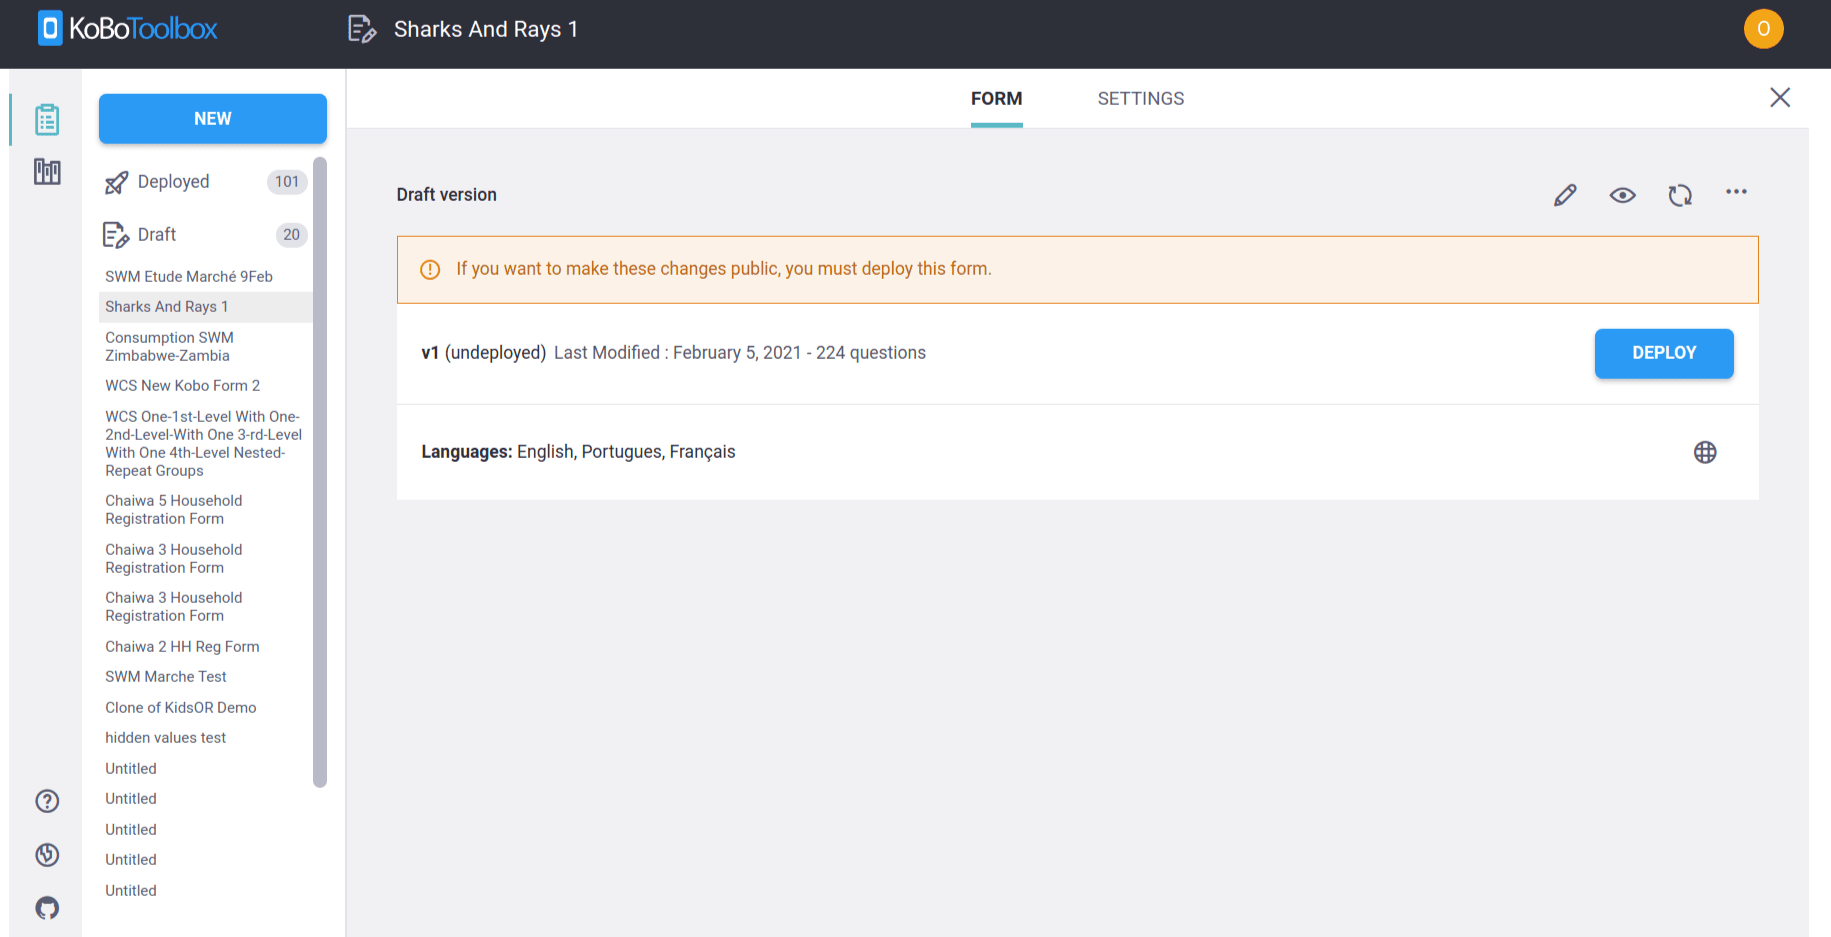 KoBoToolbox
Sharks And Rays 1
O
NEW
Deployed 101
Draft 20
SWM Etude Marché 9Feb
Sharks And Rays 1
Consumption SWM
Zimbabwe-Zambia
WCS New Kobo Form 2
WCS One-1st-Level With One-
2nd-Level-With One 3-rd-Level
With One 4th-Level Nested-
Repeat Groups
Chaiwa 5 Household
Registration Form
Chaiwa 3 Household
Registration Form
Chaiwa 3 Household
Registration Form
Chaiwa 2 HH Reg Form
SWM Marche Test
Clone of KidsOR Demo
hidden values test
Untitled
Untitled
Untitled
Untitled
Untitled
FORM SETTINGS
Draft version
If you want to make these changes public, you must deploy this form.
v1 (undeployed) Last Modified : February 5, 2021 - 224 questions
DEPLOY
Languages: English, Portugues, Français